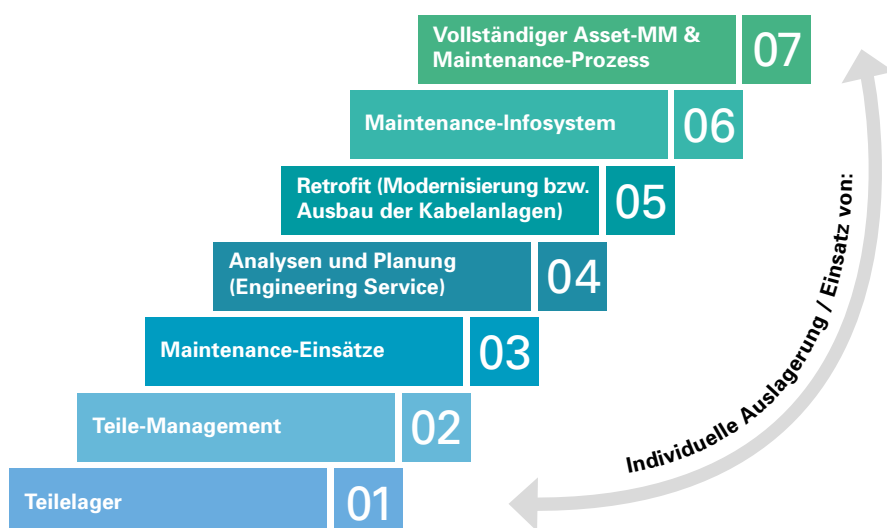 Vollständiger Asset-MM &
Maintenance-Prozess
07
Maintenance-Infosystem
06
Retrofit (Modernisierung bzw.
Ausbau der Kabelanlagen)
05
Analysen und Planung
(Engineering Service)
04
Maintenance-Einsätze
03
Teile-Management
02
Teilelager
01
Individuelle Auslagerung / Einsatz von: